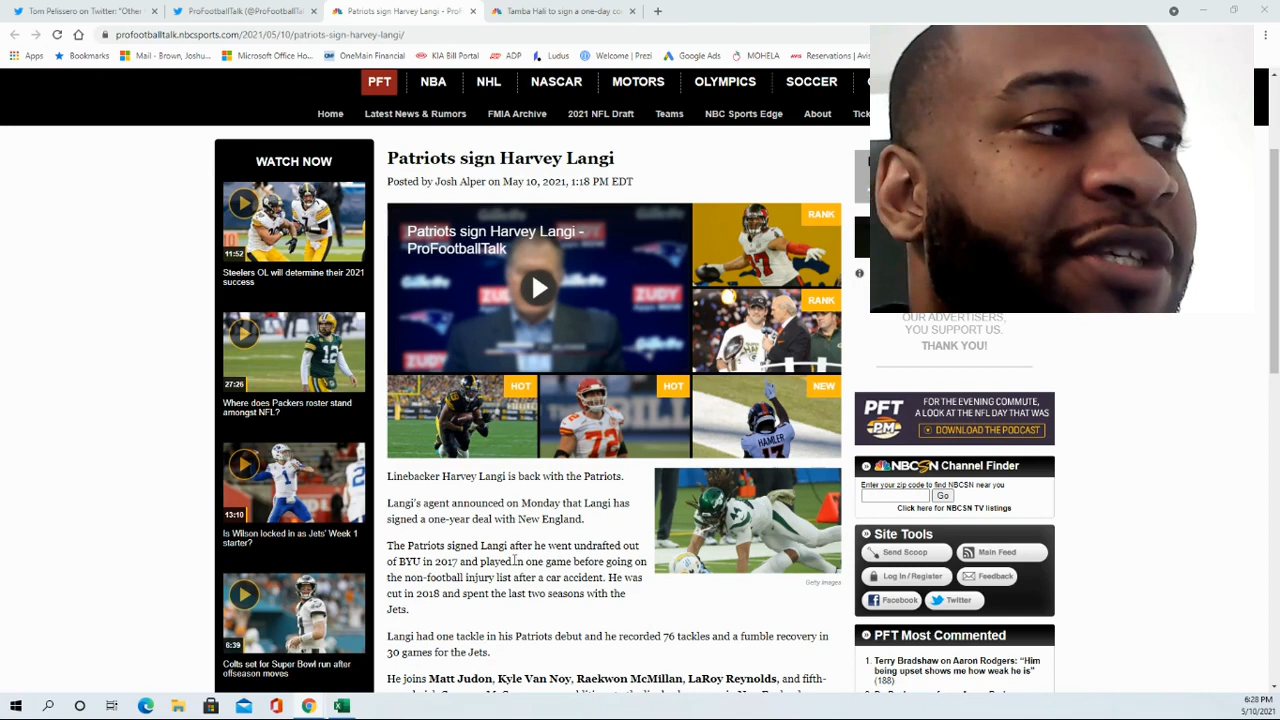 Tom Pelissero on Twitter: "Other
ProFootballTalk (@ProFootballT
Patriots sign Harvey Langi - ProF
Tamba Hali to sign a one-day con
profootballtalk.nbcsports.com/2021/05/10/patriots-sign-harvey-langi/
Apps
Bookmarks
Mail - Brown, Joshu...
Microsoft Office Ho...
OneMain Financial
KIA Bill Portal
ADP
Ludus
Welcome | Prezi
Google Ads
MOHELA
Reservations | Avis
PFT
NBA
NHL
NASCAR
MOTORS
OLYMPICS
SOCCER
Home
Latest News & Rumors
FMIA Archive
2021 NFL Draft
Teams
NBC Sports Edge
About
WATCH NOW
11:52
Steelers OL will determine their 2021
success
27:26
Where does Packers roster stand
amongst NFL?
13:10
Is Wilson locked in as Jets' Week 1
starter?
6:39
Colts set for Super Bowl run after
offseason moves
Patriots sign Harvey Langi
Posted by Josh Alper on May 10, 2021, 1:18 PM EDT
Patriots sign Harvey Langi -
ProFootballTalk
RANK
RANK
HOT
HOT
NEW
HAMLER
Linebacker Harvey Langi is back with the Patriots.
Langi's agent announced on Monday that Langi has
signed a one-year deal with New England.
The Patriots signed Langi after he went undrafted out
of BYU in 2017 and played in one game before going on
the non-football injury list after a car accident. He was
cut in 2018 and spent the last two seasons with the
Jets.
Getty Images
Langi had one tackle in his Patriots debut and he recorded 76 tackles and a fumble recovery in
30 games for the Jets.
He joins Matt Judon, Kyle Van Noy, Raekwon McMillan, LaRoy Reynolds, and fifth-
OUR ADVERTISERS,
YOU SUPPORT US.
THANK YOU!
PFT
PM
FOR THE EVENING COMMUTE,
A LOOK AT THE NFL DAY THAT WAS
DOWNLOAD THE PODCAST
NBCSN Channel Finder
Enter your zip code to find NBCSN near you
Go
Click here for NBCSN TV listings
Site Tools
Send Scoop
Main Feed
Log In / Register
Feedback
Facebook
Twitter
PFT Most Commented
1. Terry Bradshaw on Aaron Rodgers: “Him
being upset shows me how weak he is”
(188)
6:28 PM
5/10/2021